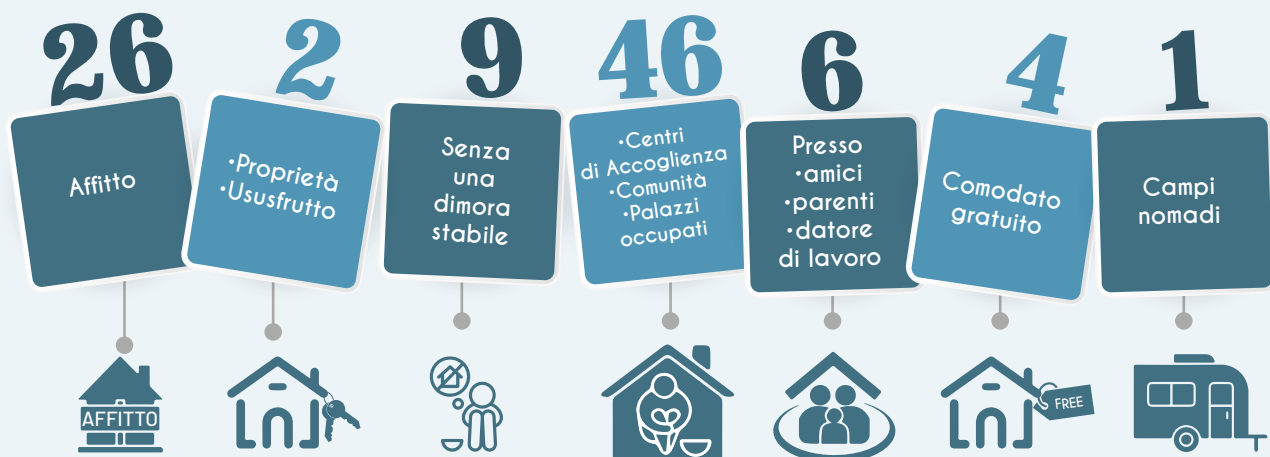 26
Affitto
2
•Proprietà
•Ususfrutto
9
Senza
una
dimora
stabile
46
•Centri
di Accoglienza
•Comunità
•Palazzi
occupati
6
Presso
•amici
•parenti
•datore
di lavoro
4
Comodato
gratuito
1
Campi
nomadi
AFFITTO
FREE